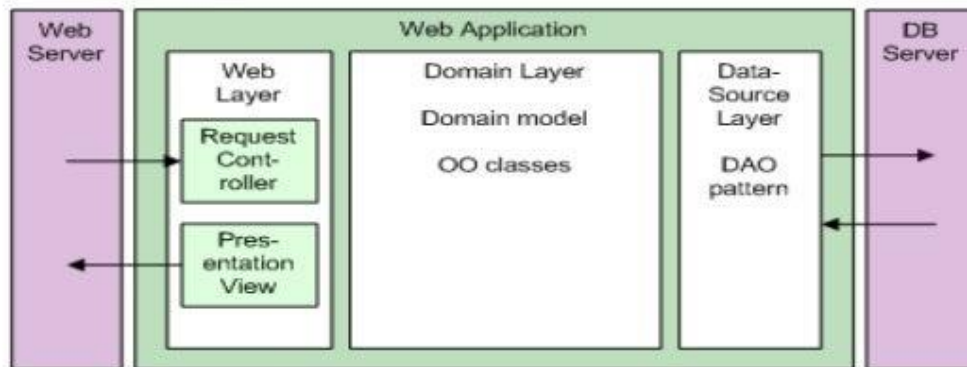 Web
Server
Web Application
Web
Layer
Request
Cont-
roller
Pres-
entation
View
Domain Layer
Domain model
OO classes
Data-
Source
Layer
DAO
pattern
DB
Server